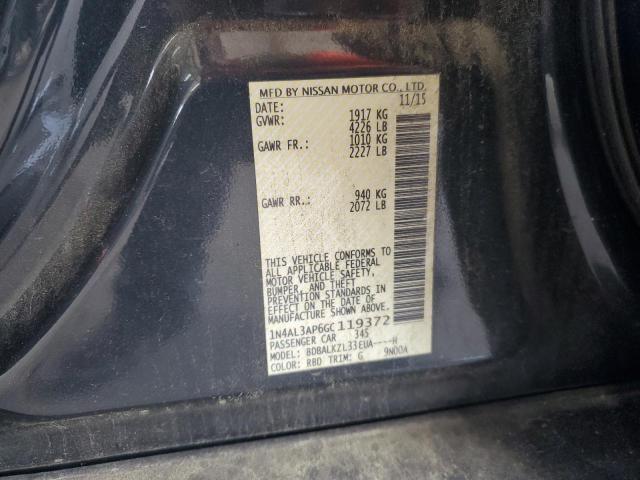 MFD BY NISSAN MOTOR CO., LTD.
DATE: 11/15
GVWR: 1917 KG
4226 LB
GAWR FR.: 1010 KG
2227 LB
GAWR RR.: 940 KG
2072 LB
THIS VEHICLE CONFORMS TO
ALL APPLICABLE FEDERAL
MOTOR VEHICLE SAFETY,
BUMPER, AND THEFT
PREVENTION STANDARDS IN
EFFECT ON THE DATE OF
MANUFACTURE SHOWN ABOVE.
1N4AL3AP6GC119372
PASSENGER CAR 345
MODEL: BDBALKZL33EUA----H
COLOR: RBD TRIM: G 9N00A